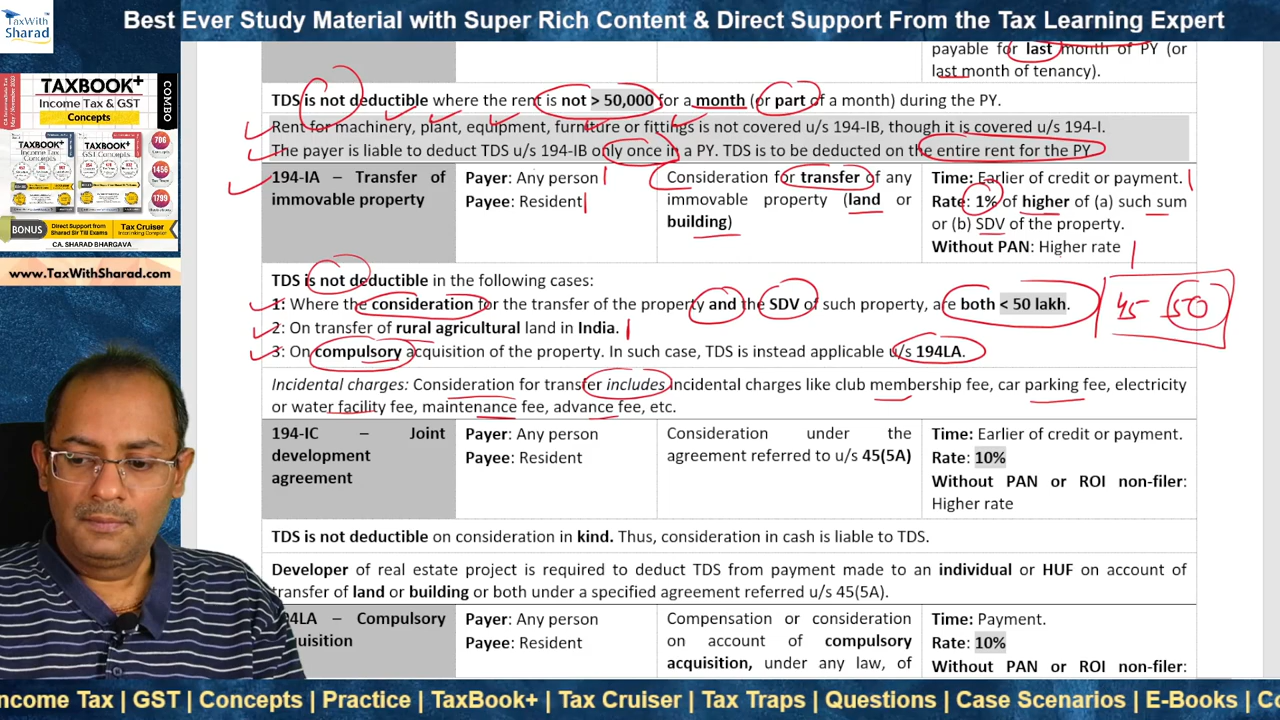 Best Ever Study Material with Super Rich Content & Direct Support From the Tax Learning Expert
TaxWith
Sharad
TAXBOOK+
Income Tax & GST
Concepts
COMBO
TAXBOOK+
TAXBOOK+
Income Tax
Concepts
GST
Concepts
706
1456
1799
BONUS
Direct Support from
Sharad Sir Till Exams
Tax Cruiser
CA. SHARAD BHARGAVA
www.TaxWithSharad.com
payable for last month of PY (or
last month of tenancy).
TDS is not deductible where the rent is not > 50,000 for a month (or part of a month) during the PY.
Rent for machinery, plant, equipment, furniture or fittings is not covered u/s 194-IB, though it is covered u/s 194-I.
The payer is liable to deduct TDS u/s 194-IB only once in a PY. TDS is to be deducred on the entire rent for the PY
194-IA – Transfer of
immovable property
Payer: Any person
Payee: Resident
Consideration for transfer of any
immovable property (land or
building)
Time: Earlier of credit or payment.
Rate: 1% of higher of (a) such sum
or (b) SDV of the property.
Without PAN: Higher rate
TDS is not deductible in the following cases:
1: Where the consideration for the transfer of the property and the SDV of such property, are both < 50 lakh.
45 50
2: On transfer of rural agricultural land in India.
3: On compulsory acquisition of the property. In such case, TDS is instead applicable u/s 194LA.
Incidental charges: Consideration for transfer includes incidental charges like club membership fee, car parking fee, electricity
or water facility fee, maintenance fee, advance fee, etc.
194-IC – Joint
development
agreement
Payer: Any person
Payee: Resident
Consideration under the
agreement referred to u/s 45(5A)
Time: Earlier of credit or payment.
Rate: 10%
Without PAN or ROI non-filer:
Higher rate
TDS is not deductible on consideration in kind. Thus, consideration in cash is liable to TDS.
Developer of real estate project is required to deduct TDS from payment made to an individual or HUF on account of
transfer of land or building or both under a specified agreement referred u/s 45(5A).
194LA – Compulsory
acquisition
Payer: Any person
Payee: Resident
Compensation or consideration
on account of compulsory
acquisition, under any law, of
Time: Payment.
Rate: 10%
Without PAN or ROI non-filer:
Income Tax | GST | Concepts | Practice | TaxBook+ | Tax Cruiser | Tax Traps | Questions | Case Scenarios | E-Books | Co